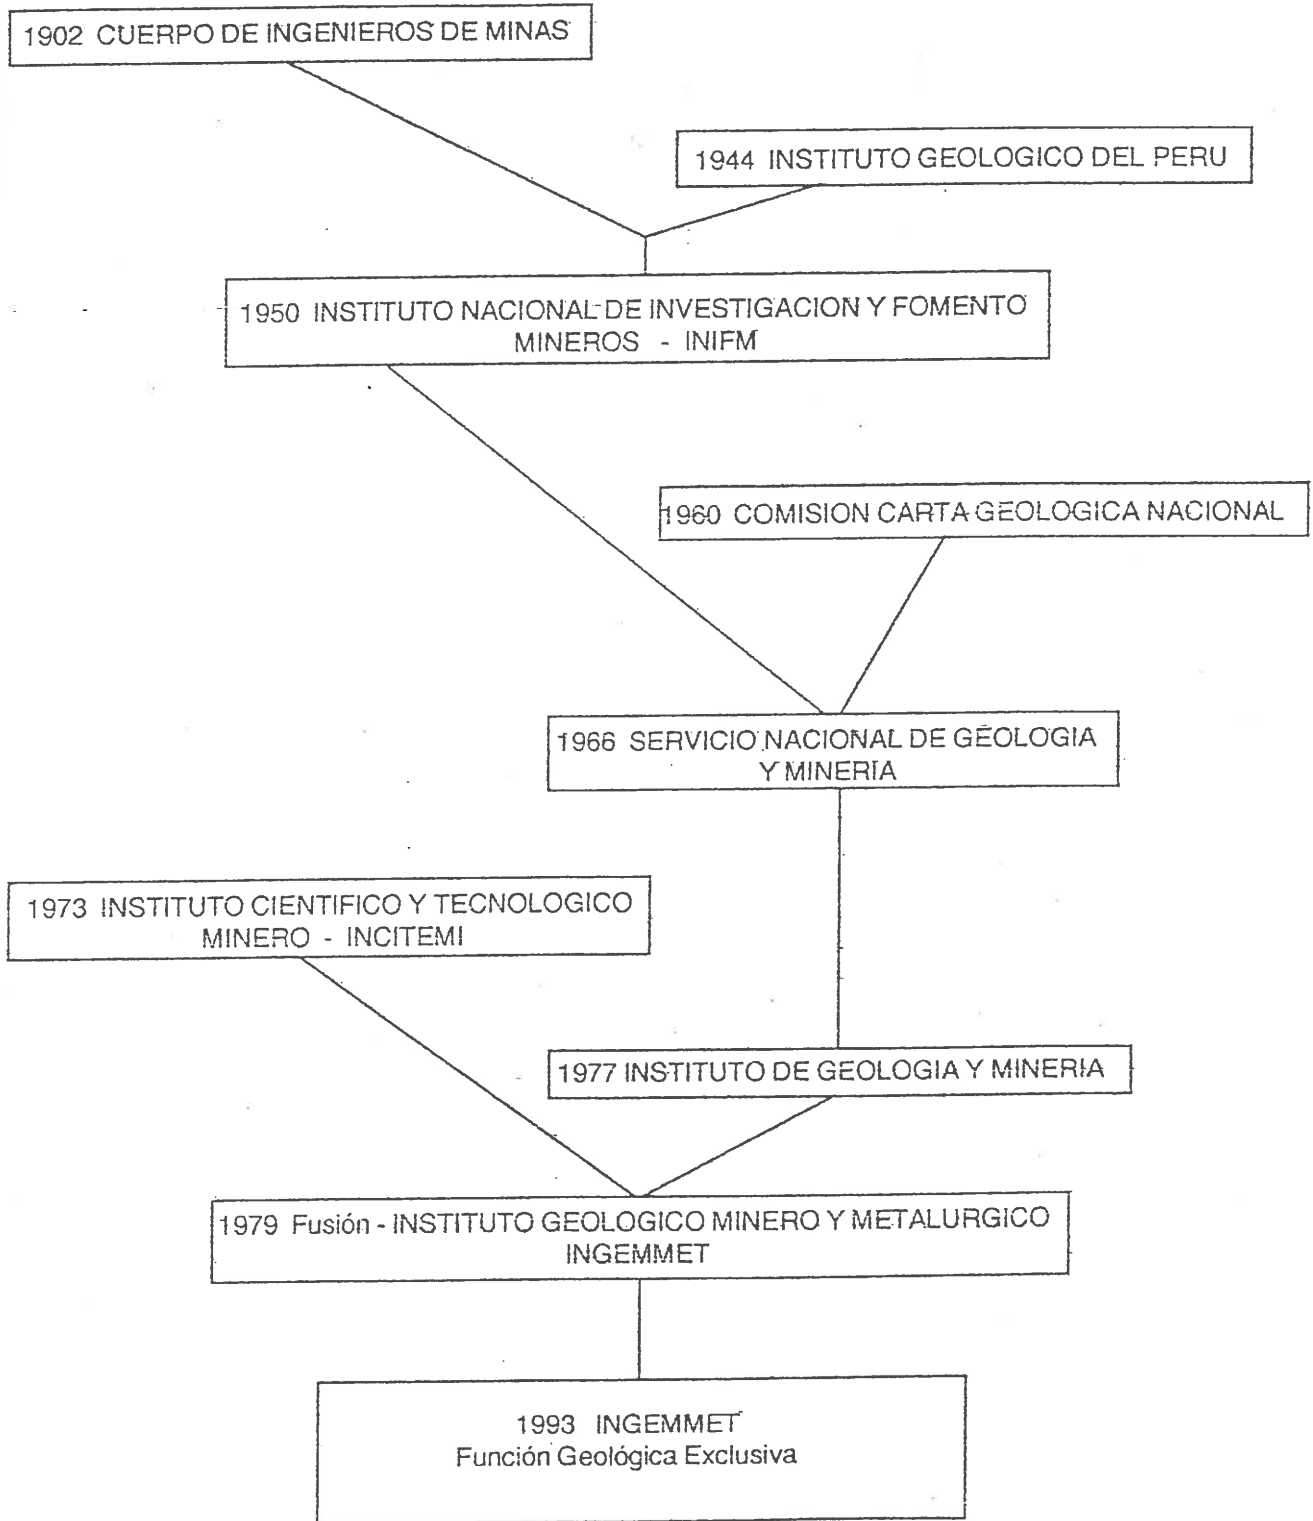 1902 CUERPO DE INGENIEROS DE MINAS
1944 INSTITUTO GEOLOGICO DEL PERU
1950 INSTITUTO NACIONAL DE INVESTIGACION Y FOMENTO
MINEROS - INIFM
1960 COMISION CARTA GEOLOGICA NACIONAL
1966 SERVICIO NACIONAL DE GEOLOGIA
Y MINERIA
1973 INSTITUTO CIENTIFICO Y TECNOLOGICO
MINERO - INCITEMI
1977 INSTITUTO DE GEOLOGIA Y MINERIA
1979 Fusión - INSTITUTO GEOLOGICO MINERO Y METALURGICO
INGEMMET
1993 INGEMMET
Función Geológica Exclusiva